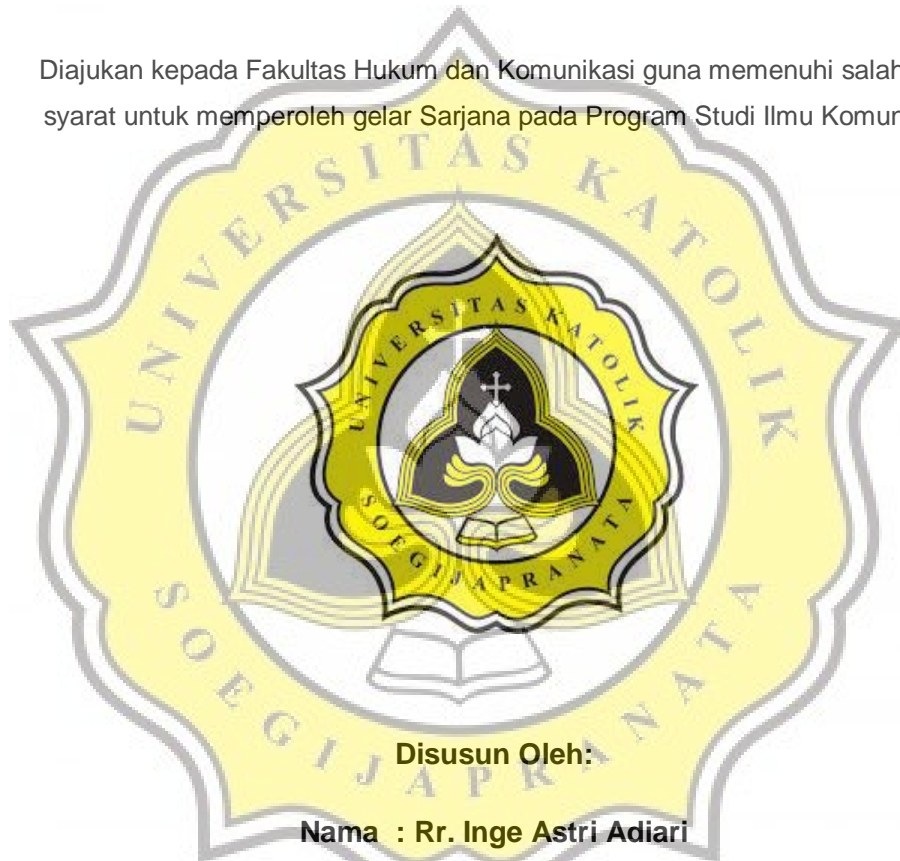 Diajukan kepada Fakultas Hukum dan Komunikasi guna memenuhi salah
syarat untuk memperoleh gelar Sarjana pada Program Studi Ilmu Komun
UNIVERSITAS KATOLIK
SOEGIJAPRANATA
UNIVERSITAS KATOLIK
SOEGIJAPRANATA
Disusun Oleh:
Nama : Rr. Inge Astri Adiari